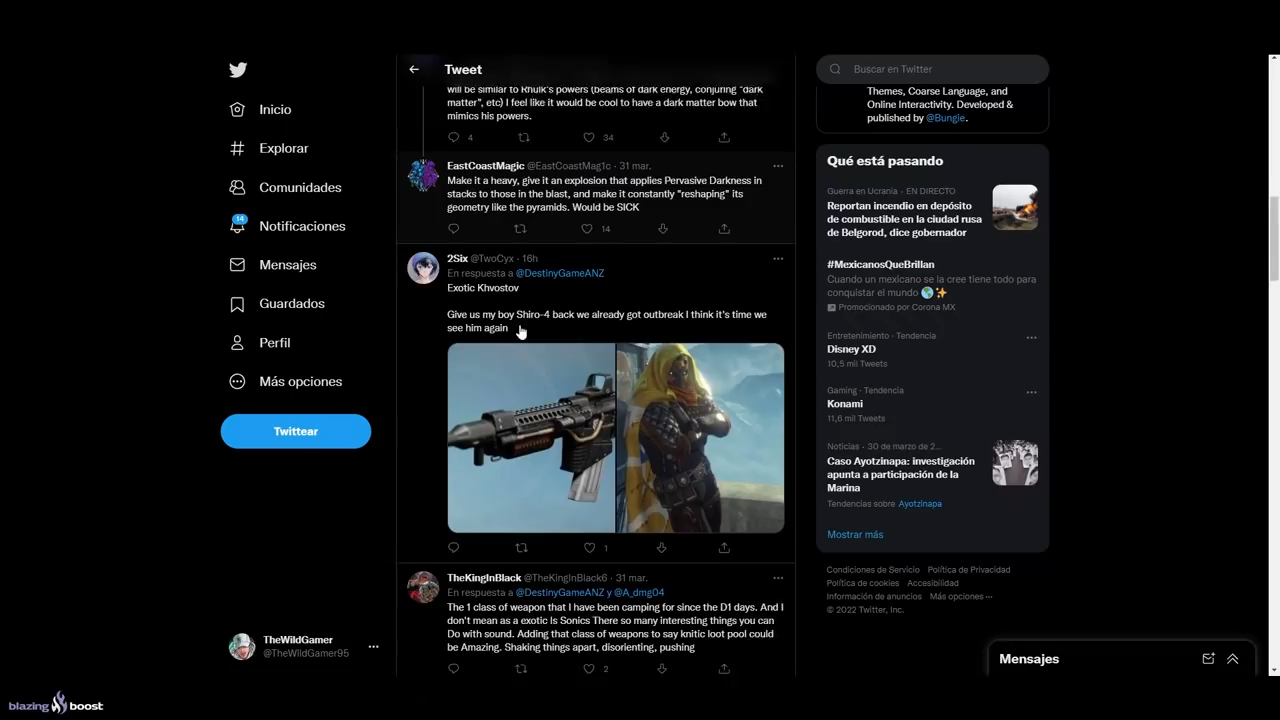 Inicio
Explorar
Comunidades
14
Notificaciones
Mensajes
Guardados
Perfil
Más opciones
Twittear
TheWildGamer
@TheWildGamer95
Tweet
will be similar to Rhulk's powers (beams of dark energy, conjuring "dark
matter", etc) I feel like it would be cool to have a dark matter bow that
mimics his powers.
4
34
EastCoastMagic @EastCoastMag1c · 31 mar.
Make it a heavy, give it an explosion that applies Pervasive Darkness in
stacks to those in the blast, and make it constantly "reshaping" its
geometry like the pyramids. Would be SICK
14
2Six @TwoCyx · 16h
En respuesta a @DestinyGameANZ
Exotic Khvostov
Give us my boy Shiro-4 back we already got outbreak I think it's time we
see him again
1
TheKingInBlack @TheKingInBlack6 · 31 mar.
En respuesta a @DestinyGameANZ y @A_dmg04
The 1 class of weapon that I have been camping for since the D1 days. And I
don't mean as a exotic Is Sonics There so many interesting things you can
Do with sound. Adding that class of weapons to say knitic loot pool could
be Amazing. Shaking things apart, disorienting, pushing
2
Buscar en Twitter
Themes, Coarse Language, and
Online Interactivity. Developed &
published by @Bungie.
Qué está pasando
Guerra en Ucrania · EN DIRECTO
Reportan incendio en depósito
de combustible en la ciudad rusa
de Belgorod, dice gobernador
#MexicanosQueBrillan
Cuando un mexicano se la cree tiene todo para
conquistar el mundo
Promocionado por Corona MX
Entretenimiento · Tendencia
Disney XD
10,5 mil Tweets
Gaming · Tendencia
Konami
11,6 mil Tweets
Noticias · 30 de marzo de 2...
Caso Ayotzinapa: investigación
apunta a participación de la
Marina
Tendencias sobre Ayotzinapa
Mostrar más
Condiciones de Servicio Política de Privacidad
Política de cookies Accesibilidad
Información de anuncios Más opciones ···
© 2022 Twitter, Inc.
Mensajes
blazing boost